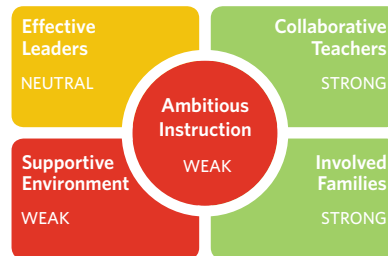 Effective
Leaders
NEUTRAL
Collaborative
Teachers
STRONG
Ambitious
Instruction
WEAK
Supportive
Environment
WEAK
Involved
Families
STRONG